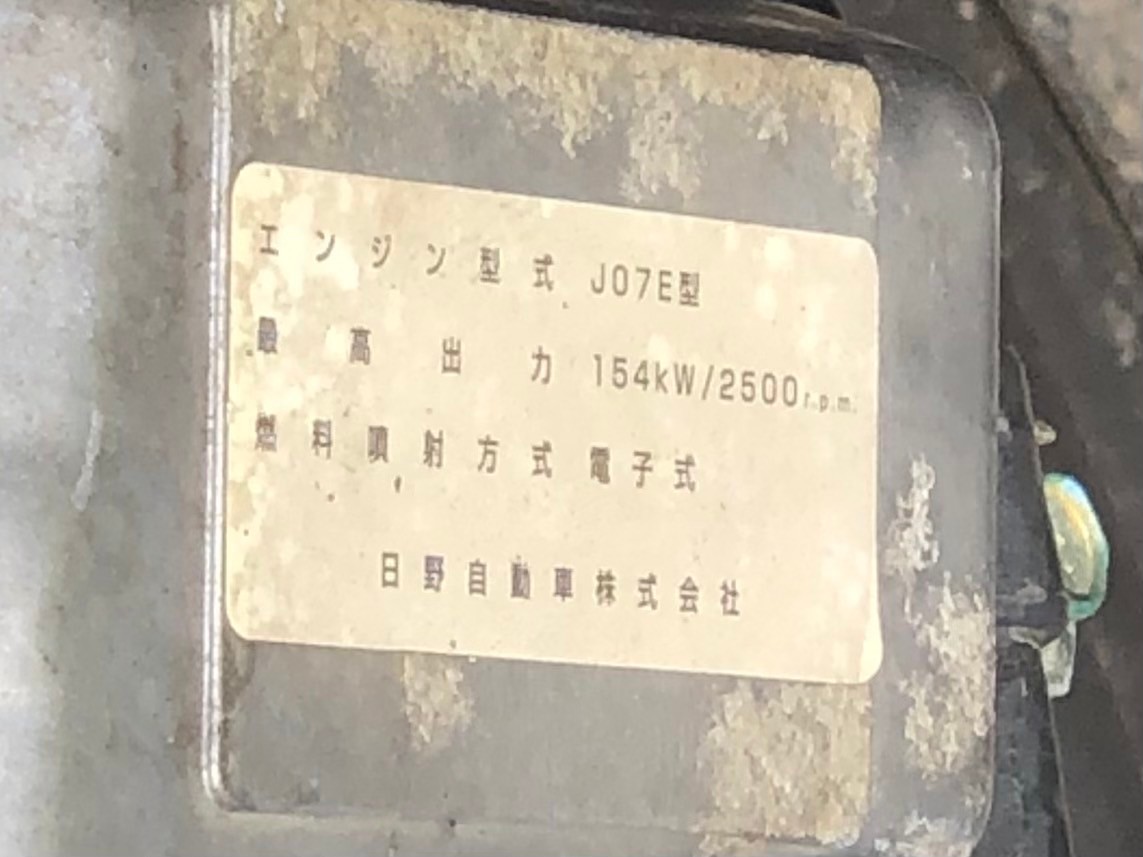 エンジン型式 J07E型
最高出力 154kW/2500r.p.m.
燃料噴射方式 電子式
日野自動車株式会社